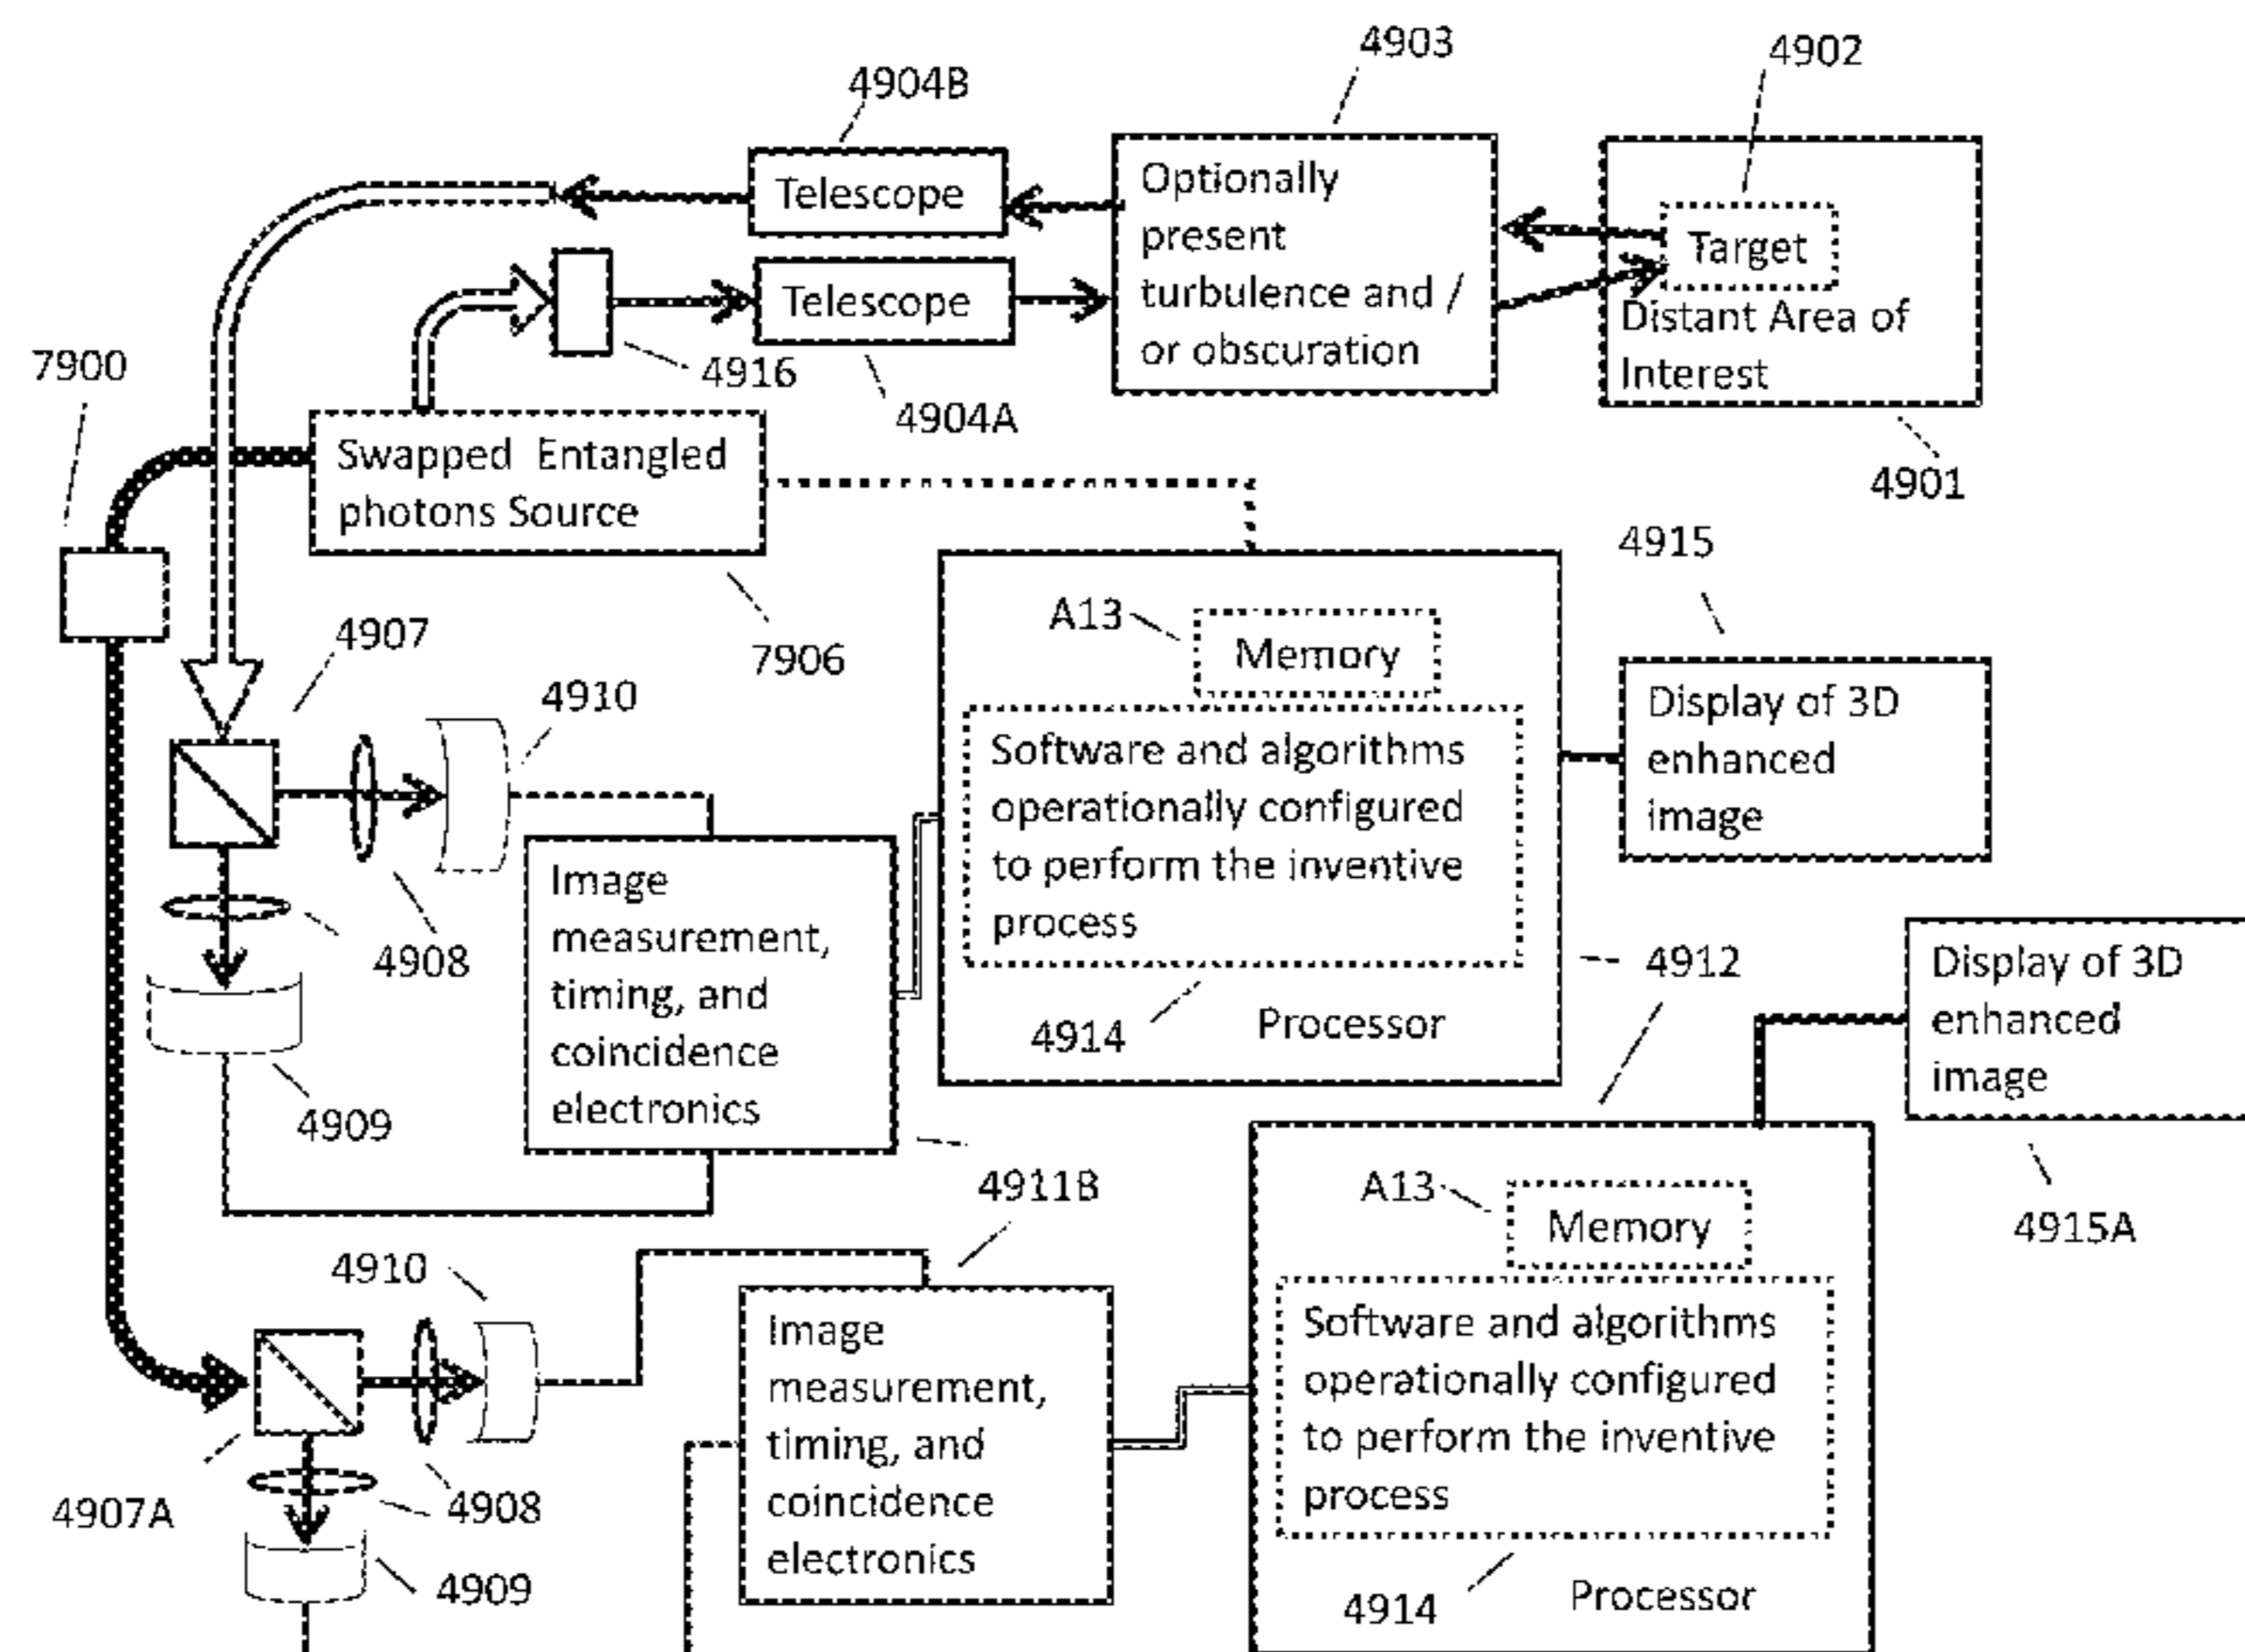 4903
4902
4904B
Telescope
Optionally
present
turbulence and /
or obscuration
Target
Distant Area of
Interest
Telescope
7900
4916
4904A
4901
Swapped Entangled
photons Source
4915
A13
Memory
4907
7906
4910
Display of 3D
enhanced
image
Software and algorithms
operationally configured
to perform the inventive
process
Image
measurement,
timing, and
coincidence
electronics
4908
4912
Display of 3D
enhanced
image
4914
Processor
4909
4911B
A13
Memory
4915A
4910
Image
measurement,
timing, and
coincidence
electronics
Software and algorithms
operationally configured
to perform the inventive
process
4907A
4908
4909
4914
Processor